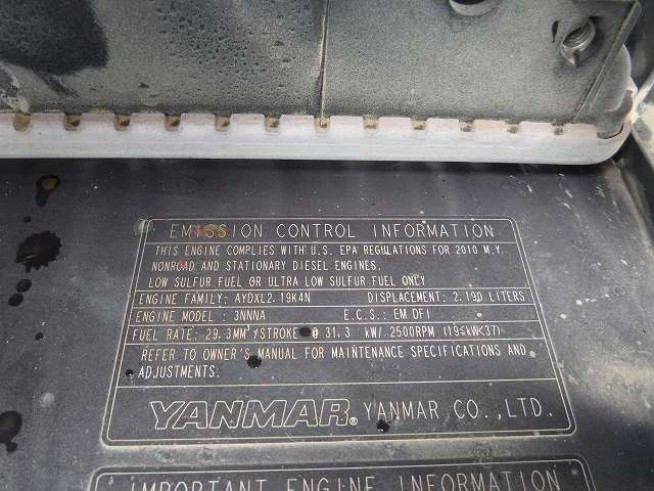 EMISSION CONTROL INFORMATION
THIS ENGINE COMPLIES WITH U.S. EPA REGULATIONS FOR 2010 M.Y.
NONROAD AND STATIONARY DIESEL ENGINES.
LOW SULFUR FUEL OR ULTRA LOW SULFUR FUEL ONLY
ENGINE FAMILY: AYDXL2.19K4N DISPLACEMENT: 2.190 LITERS
ENGINE MODEL : 3NNNA E.C.S.: EM DFI
FUEL RATE: 29.3MM³/STROKE @ 31.3 kW/ 2500RPM (19≤kW<37)
REFER TO OWNER'S MANUAL FOR MAINTENANCE SPECIFICATIONS AND
ADJUSTMENTS.
YANMAR® YANMAR CO.,LTD.
IMPORTANT ENGINE INFORMATION